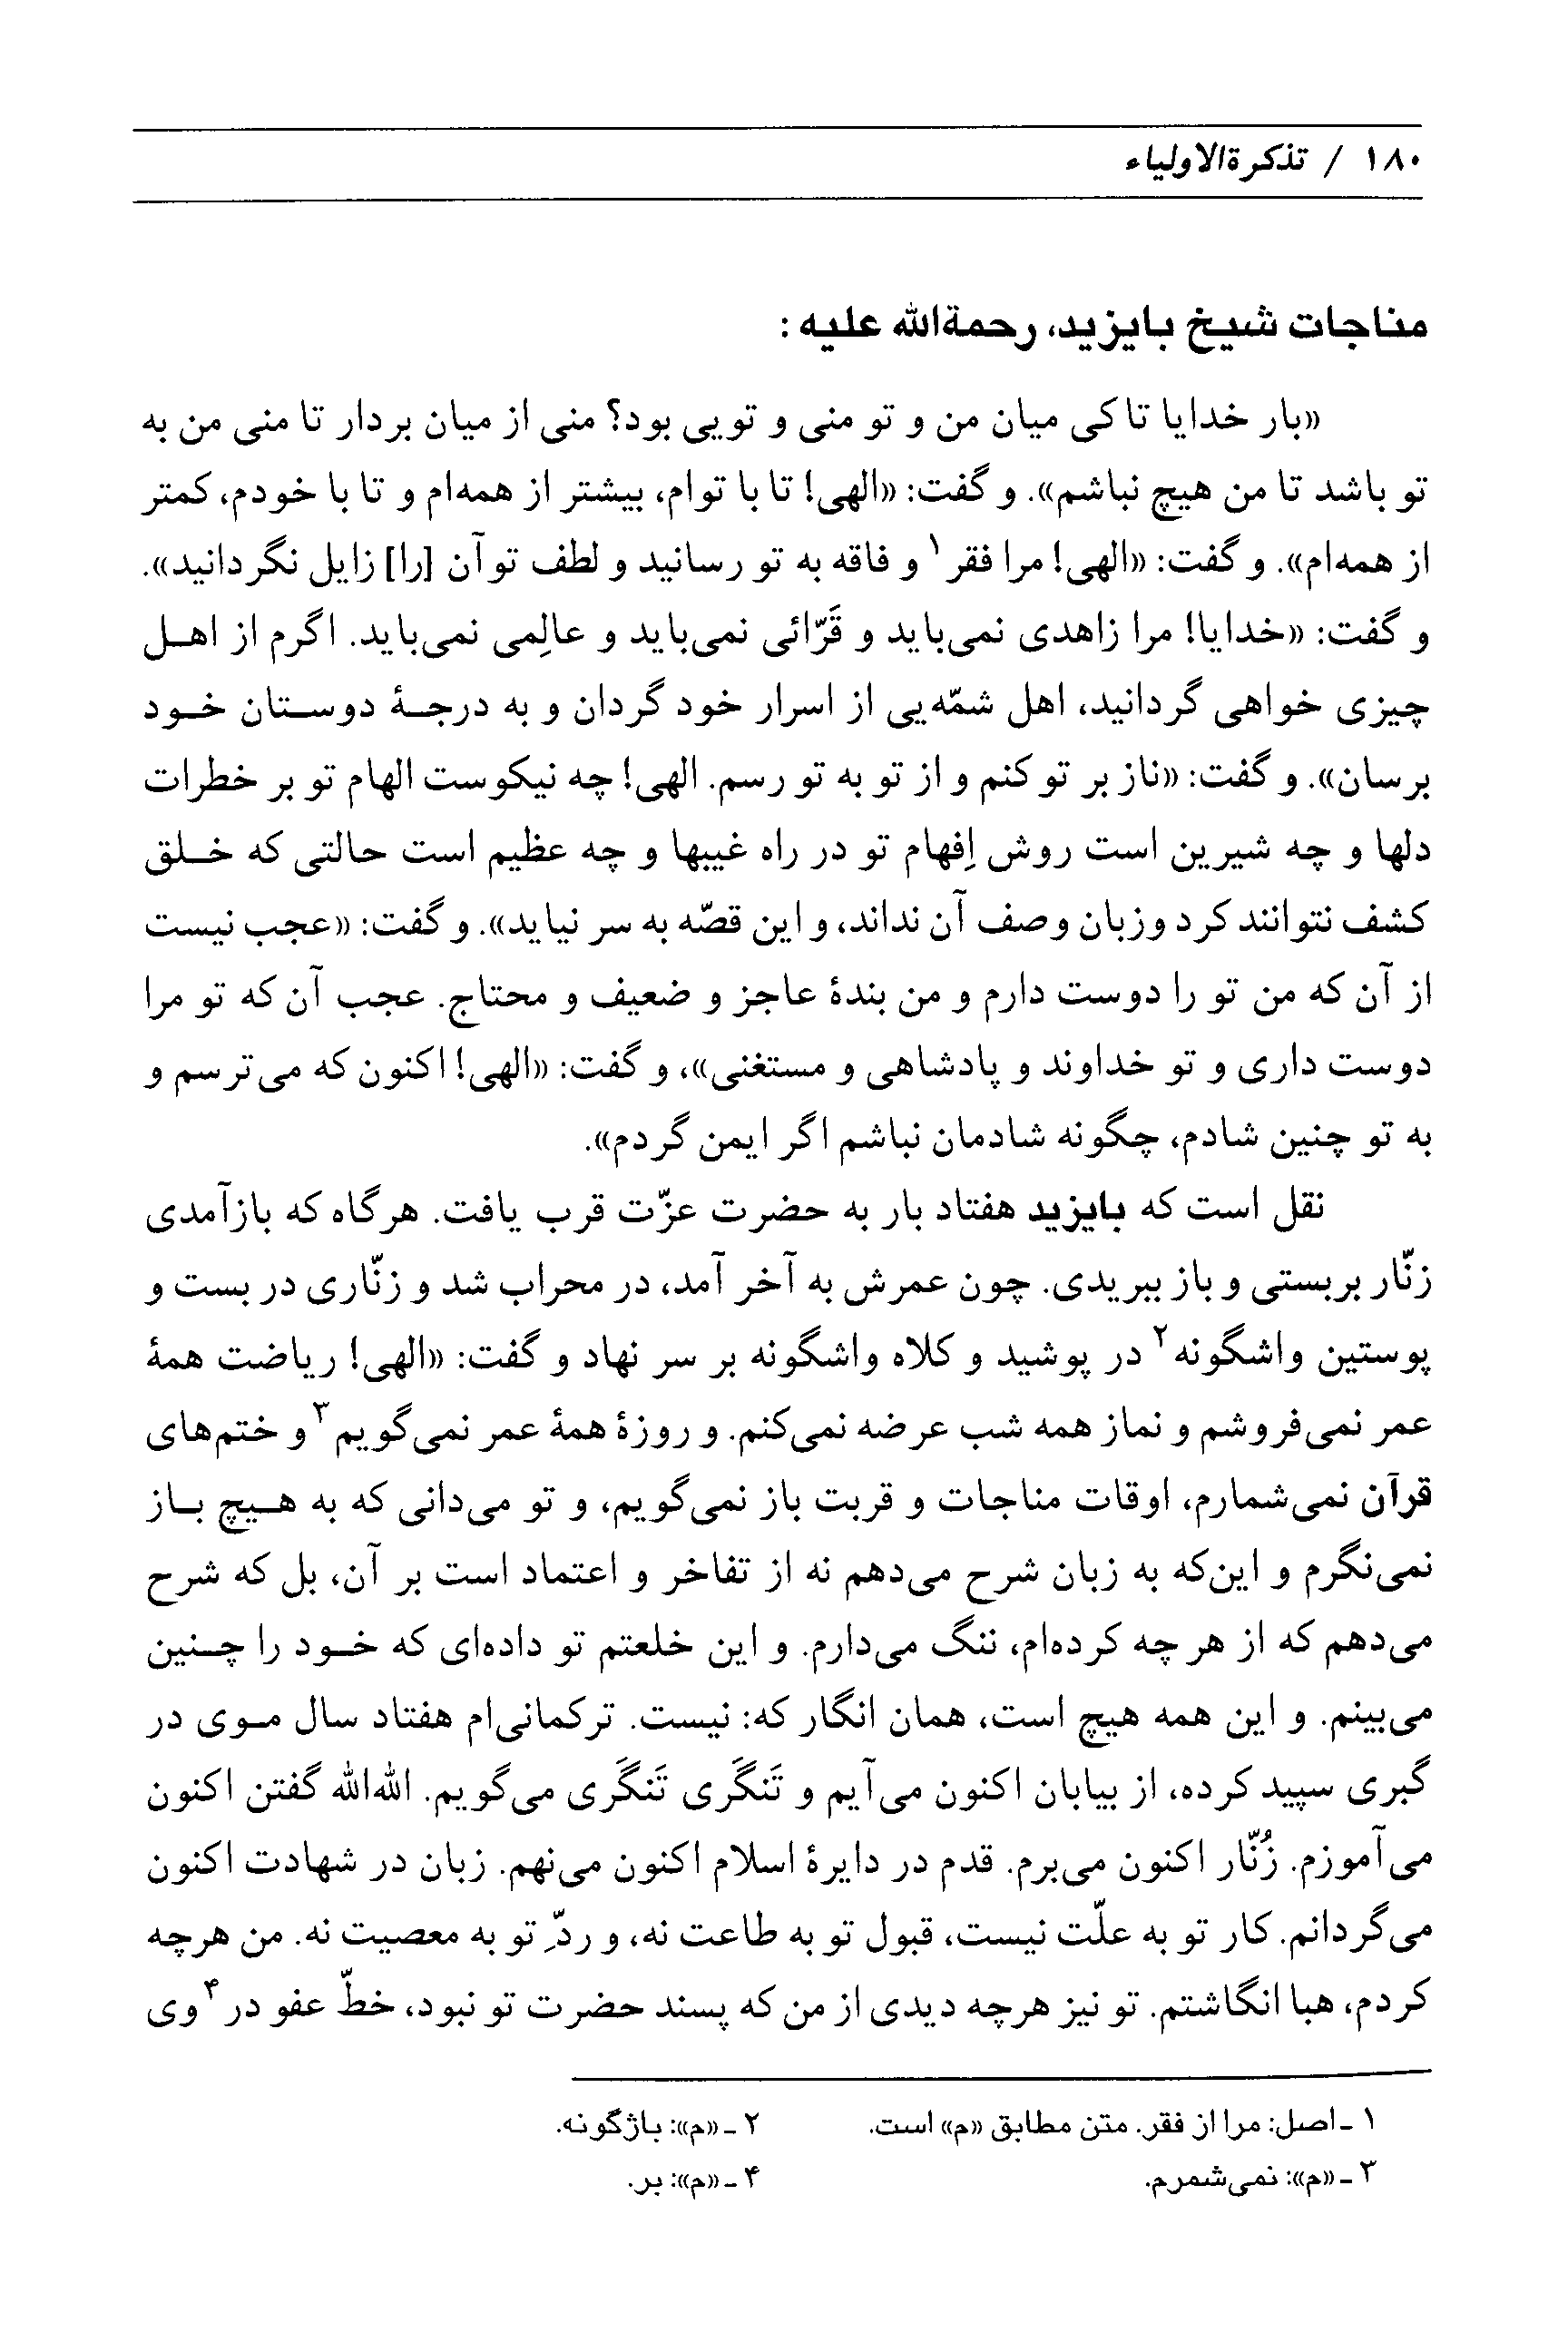 ۱۸۰ / تذکرةالاولیاء
مناجات شیخ بایزید، رحمةالله علیه :
«بار خدایا تا کی میان من و تو منی و تویی بود؟ منی از میان بردار تا منی من به
تو باشد تا من هیچ نباشم». و گفت: «الهی! تا با توام، بیشتر از همه‌ام و تا با خودم، کمتر
از همه‌ام». و گفت: «الهی! مرا فقر۱ و فاقه به تو رسانید و لطف تو آن [را] زایل نگردانید».
و گفت: «خدایا! مرا زاهدی نمی‌باید و قَرّائی نمی‌باید و عالِمی نمی‌باید. اگرم از اهل
چیزی خواهی گردانید، اهل شمّه‌یی از اسرار خود گردان و به درجهٔ دوستان خود
برسان». و گفت: «ناز بر تو کنم و از تو به تو رسم. الهی! چه نیکوست الهام تو بر خطرات
دلها و چه شیرین است روش اِفهام تو در راه غیبها و چه عظیم است حالتی که خلق
کشف نتوانند کرد و زبان وصف آن نداند، و این قصّه به سر نیاید». و گفت: «عجب نیست
از آن که من تو را دوست دارم و من بندهٔ عاجز و ضعیف و محتاج. عجب آن که تو مرا
دوست داری و تو خداوند و پادشاهی و مستغنی»، و گفت: «الهی! اکنون که می‌ترسم و
به تو چنین شادم، چگونه شادمان نباشم اگر ایمن گردم».
نقل است که بایزید هفتاد بار به حضرت عزّت قرب یافت. هرگاه که بازآمدی
زنّار بربستی و باز ببریدی. چون عمرش به آخر آمد، در محراب شد و زنّاری در بست و
پوستین واشگونه۲ در پوشید و کلاه واشگونه بر سر نهاد و گفت: «الهی! ریاضت همهٔ
عمر نمی‌فروشم و نماز همه شب عرضه نمی‌کنم. و روزهٔ همهٔ عمر نمی‌گویم۳ و ختم‌های
قرآن نمی‌شمارم، اوقات مناجات و قربت باز نمی‌گویم، و تو می‌دانی که به هیچ باز
نمی‌نگرم و این‌که به زبان شرح می‌دهم نه از تفاخر و اعتماد است بر آن، بل که شرح
می‌دهم که از هر چه کرده‌ام، ننگ می‌دارم. و این خلعتم تو داده‌ای که خود را چنین
می‌بینم. و این همه هیچ است، همان انگار که: نیست. ترکمانی‌ام هفتاد سال موی در
گبری سپید کرده، از بیابان اکنون می‌آیم و تَنگَری تَنگَری می‌گویم. الله‌الله گفتن اکنون
می‌آموزم. زُنّار اکنون می‌برم. قدم در دایرهٔ اسلام اکنون می‌نهم. زبان در شهادت اکنون
می‌گردانم. کار تو به علّت نیست، قبول تو به طاعت نه، و ردّ تو به معصیت نه. من هرچه
کردم، هبا انگاشتم. تو نیز هرچه دیدی از من که پسند حضرت تو نبود، خطّ عفو در۴ وی
۱ ـ اصل: مرا از فقر. متن مطابق «م» است. ۲ ـ «م»: باژگونه.
۳ ـ «م»: نمی‌شمرم. ۴ ـ «م»: بر.